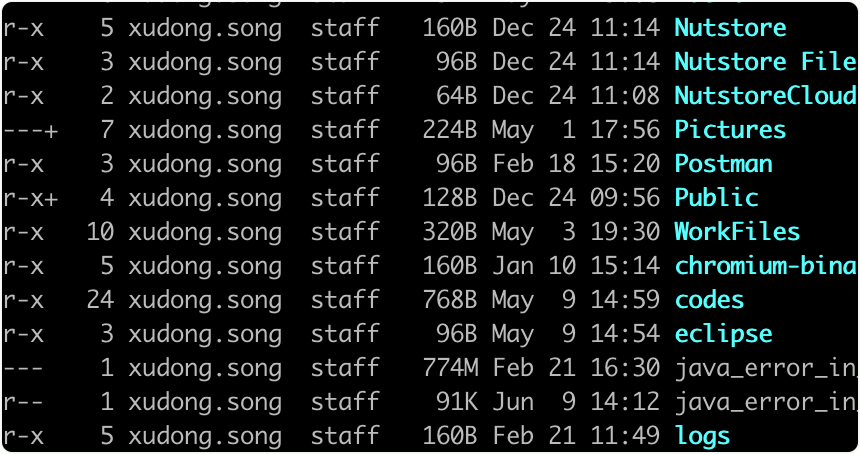 r-x   5 xudong.song  staff   160B Dec 24 11:14 Nutstore
r-x   3 xudong.song  staff    96B Dec 24 11:14 Nutstore File
r-x   2 xudong.song  staff    64B Dec 24 11:08 NutstoreCloud
---+  7 xudong.song  staff   224B May  1 17:56 Pictures
r-x   3 xudong.song  staff    96B Feb 18 15:20 Postman
r-x+  4 xudong.song  staff   128B Dec 24 09:56 Public
r-x  10 xudong.song  staff   320B May  3 19:30 WorkFiles
r-x   5 xudong.song  staff   160B Jan 10 15:14 chromium-bina
r-x  24 xudong.song  staff   768B May  9 14:59 codes
r-x   3 xudong.song  staff    96B May  9 14:54 eclipse
---   1 xudong.song  staff   774M Feb 21 16:30 java_error_in_
r--   1 xudong.song  staff    91K Jun  9 14:12 java_error_in_
r-x   5 xudong.song  staff   160B Feb 21 11:49 logs